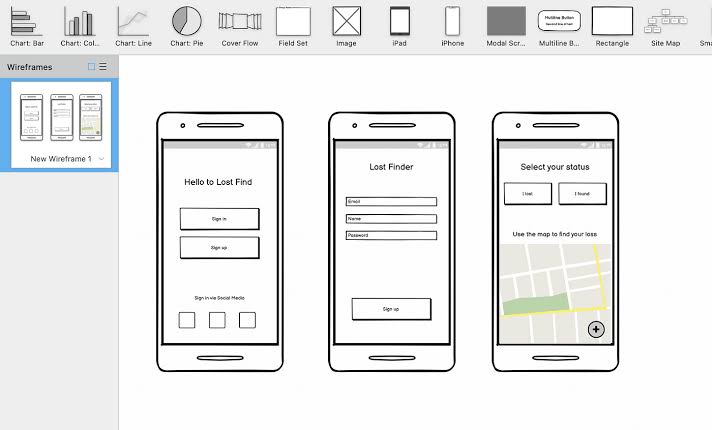 Chart: Bar
Chart: Col...
Chart: Line
Chart: Pie
Cover Flow
Field Set
Image
iPad
iPhone
Modal Scr...
Multiline Button
Second line of text
Multiline B...
Rectangle
Site Map
Sma
Wireframes
New Wireframe 1
Hello to Lost Find
Sign in
Sign up
Sign in via Social Media
Lost Finder
Email
Name
Password
Sign up
Select your status
I lost
I found
Use the map to find your loss